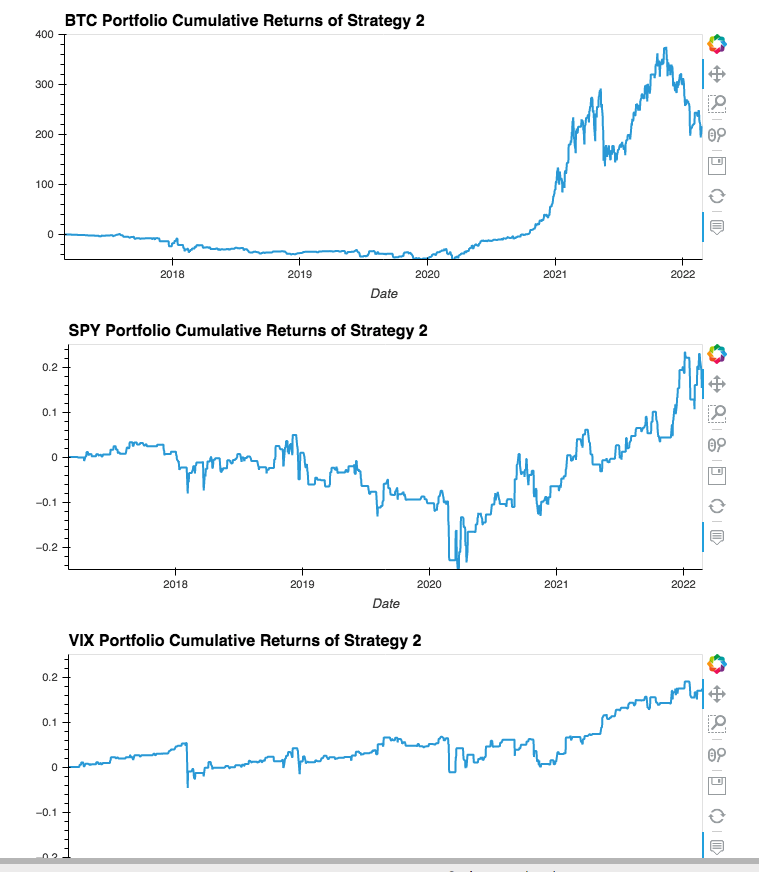 BTC Portfolio Cumulative Returns of Strategy 2
400
300
200
100
0
2018 2019 2020 2021 2022
Date
SPY Portfolio Cumulative Returns of Strategy 2
0.2
0.1
0
−0.1
−0.2
2018 2019 2020 2021 2022
Date
VIX Portfolio Cumulative Returns of Strategy 2
0.2
0.1
0
−0.1